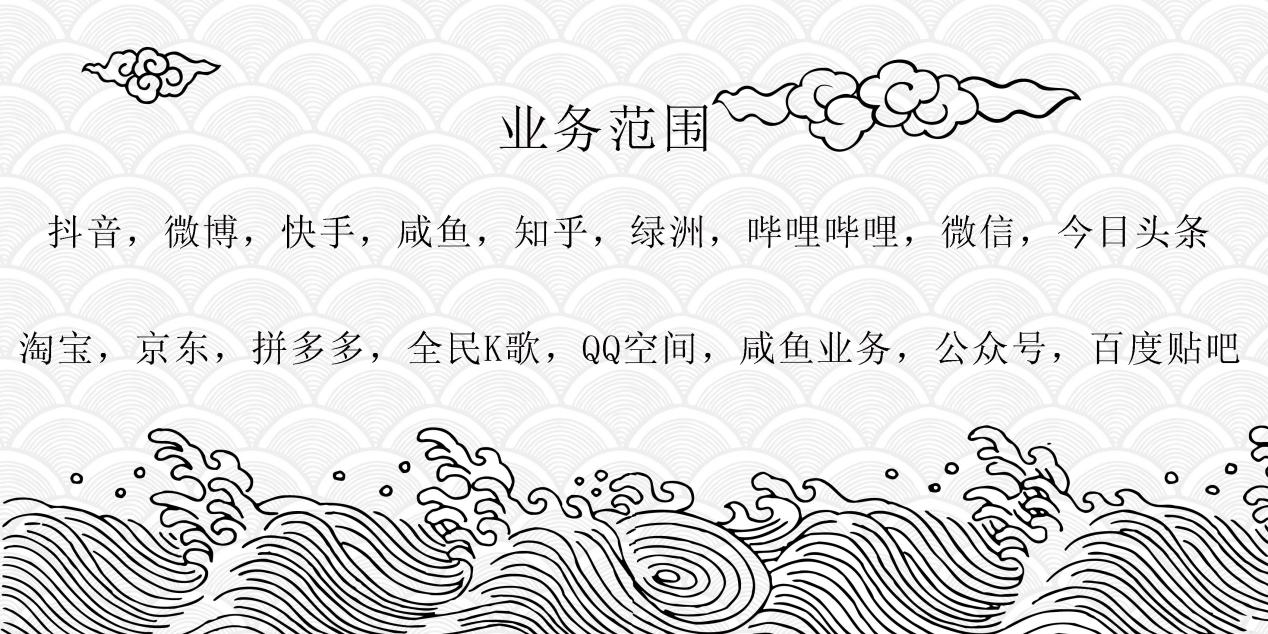 业务范围
抖音，微博，快手，咸鱼，知乎，绿洲，哔哩哔哩，微信，今日头条
淘宝，京东，拼多多，全民K歌，QQ空间，咸鱼业务，公众号，百度贴吧